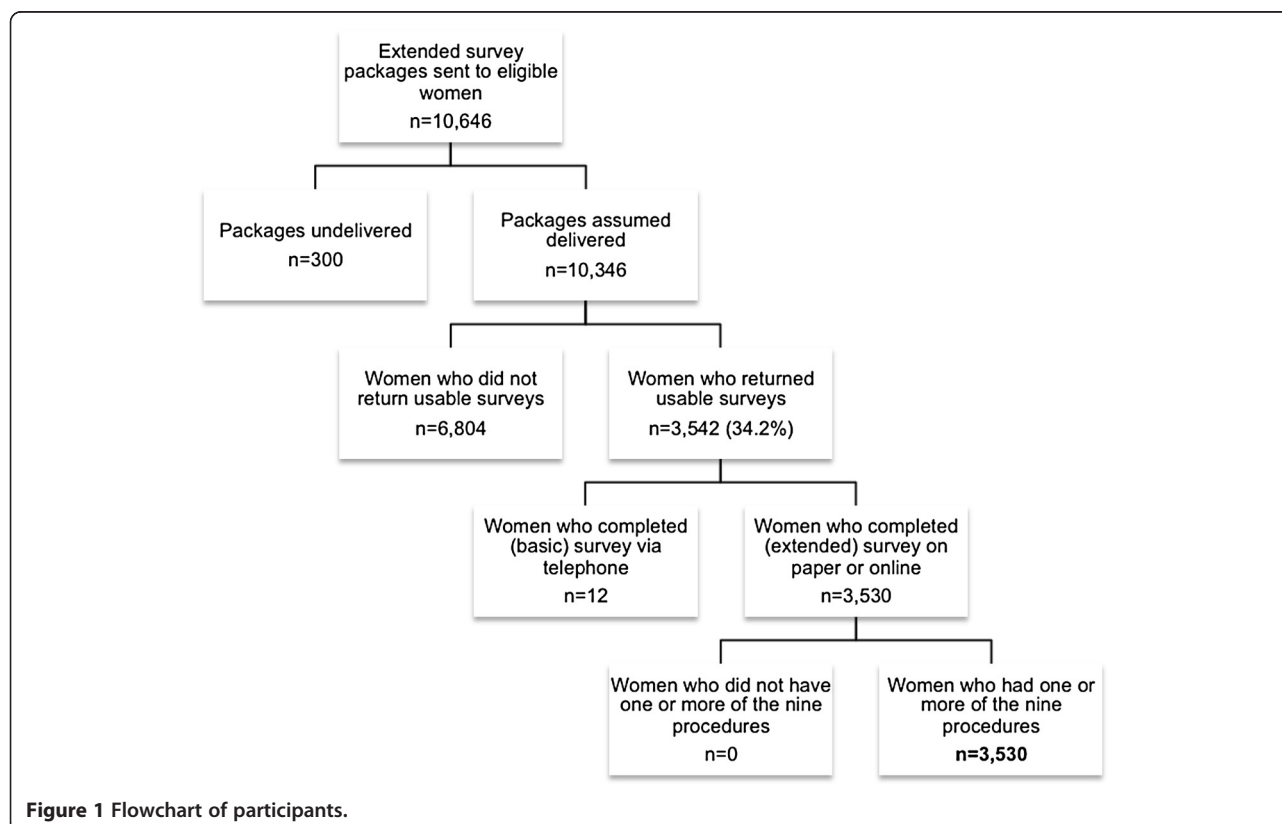 Extended survey
packages sent to eligible
women
n=10,646
Packages undelivered
n=300
Packages assumed
delivered
n=10,346
Women who did not
return usable surveys
n=6,804
Women who returned
usable surveys
n=3,542 (34.2%)
Women who completed
(basic) survey via
telephone
n=12
Women who completed
(extended) survey on
paper or online
n=3,530
Women who did not have
one or more of the nine
procedures
n=0
Women who had one or
more of the nine
procedures
n=3,530
Figure 1 Flowchart of participants.